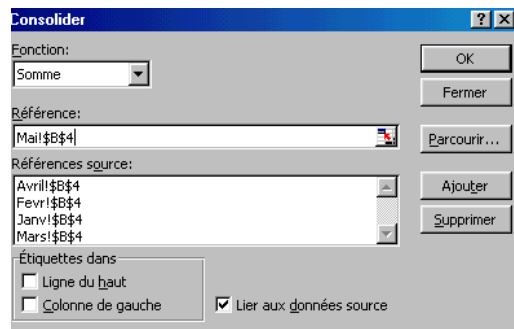 Consolider
Fonction:
Somme
OK
Fermer
Référence:
Mai!$B$4
Parcourir...
Références source:
Avril!$B$4
Fevr!$B$4
Janv!$B$4
Mars!$B$4
Ajouter
Supprimer
Étiquettes dans
Ligne du haut
Colonne de gauche
Lier aux données source